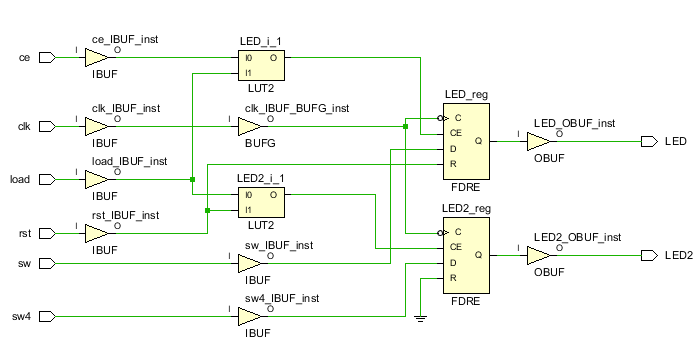 ce I ce_IBUF_inst O IBUF
LED_i_1 I0 O I1 LUT2
clk I clk_IBUF_inst O IBUF
I clk_IBUF_BUFG_inst O BUFG
LED_reg C CE D R Q FDRE
I LED_OBUF_inst O OBUF LED
load I load_IBUF_inst O IBUF
LED2_i_1 I0 O I1 LUT2
rst I rst_IBUF_inst O IBUF
LED2_reg C CE D R Q FDRE
I LED2_OBUF_inst O OBUF LED2
sw I sw_IBUF_inst O IBUF
sw4 I sw4_IBUF_inst O IBUF